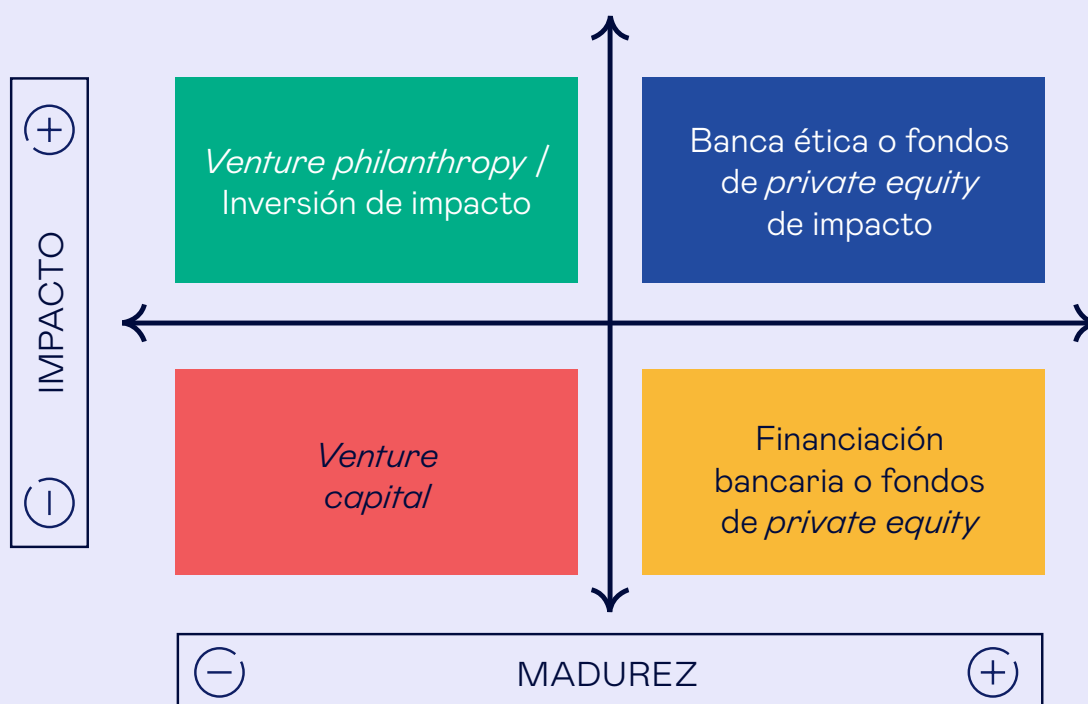 Venture philanthropy /
Inversión de impacto
Banca ética o fondos
de private equity
de impacto
IMPACTO
Venture
capital
Financiación
bancaria o fondos
de private equity
MADUREZ